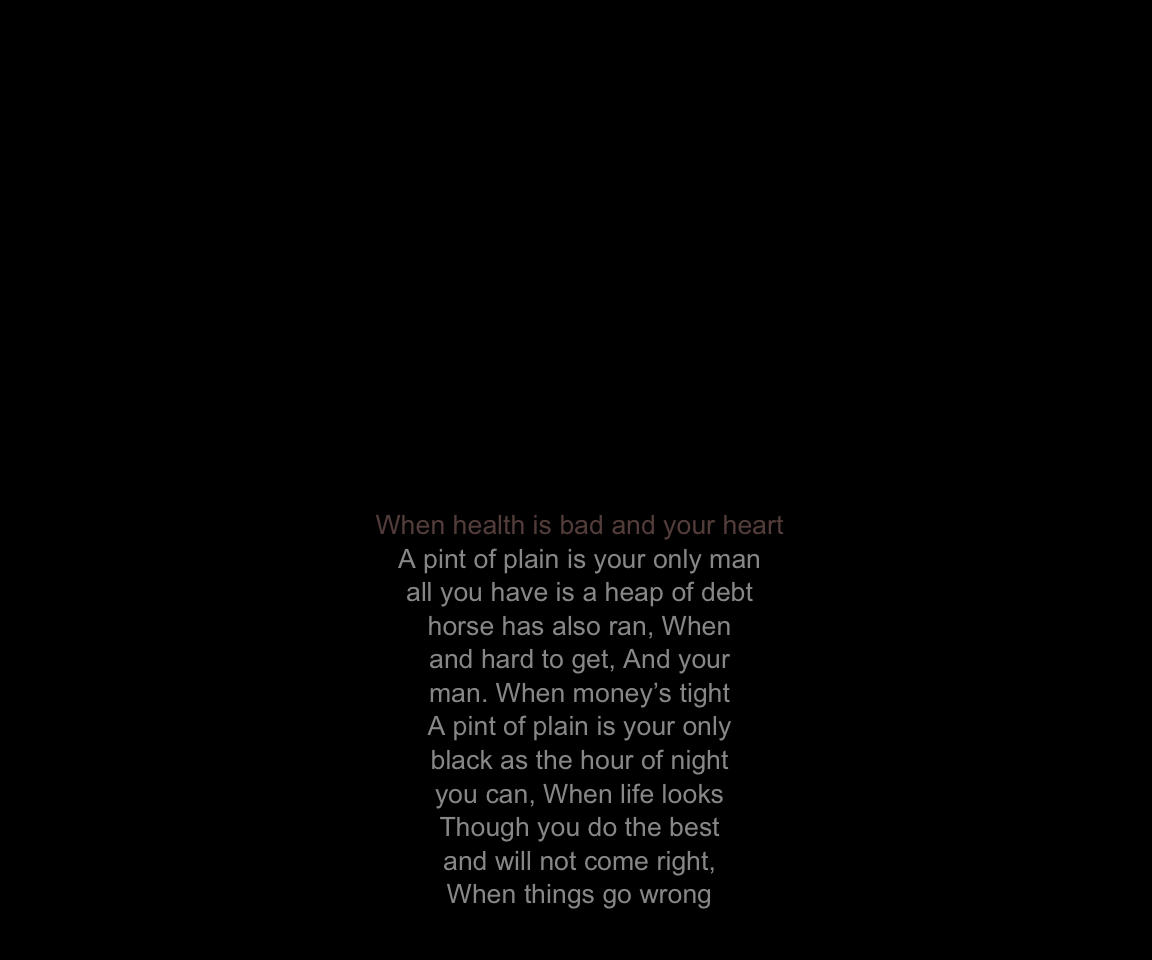 When health is bad and your heart
A pint of plain is your only man
all you have is a heap of debt
horse has also ran, When
and hard to get, And your
man. When money’s tight
A pint of plain is your only
black as the hour of night
you can, When life looks
Though you do the best
and will not come right,
When things go wrong